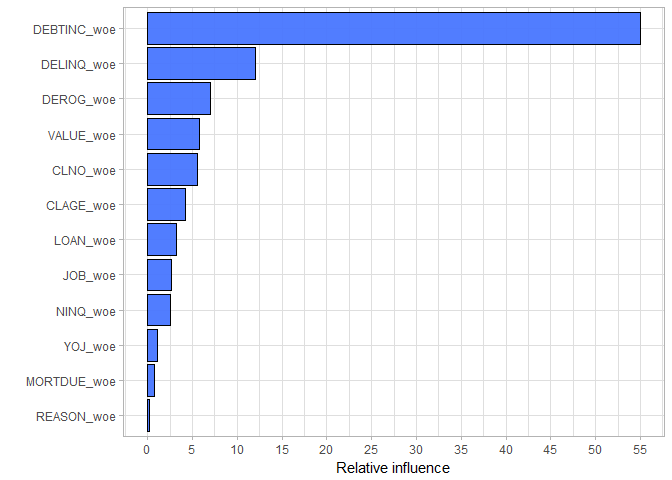 DEBTINC_woe
DELINQ_woe
DEROG_woe
VALUE_woe
CLNO_woe
CLAGE_woe
LOAN_woe
JOB_woe
NINQ_woe
YOJ_woe
MORTDUE_woe
REASON_woe
0 5 10 15 20 25 30 35 40 45 50 55
Relative influence